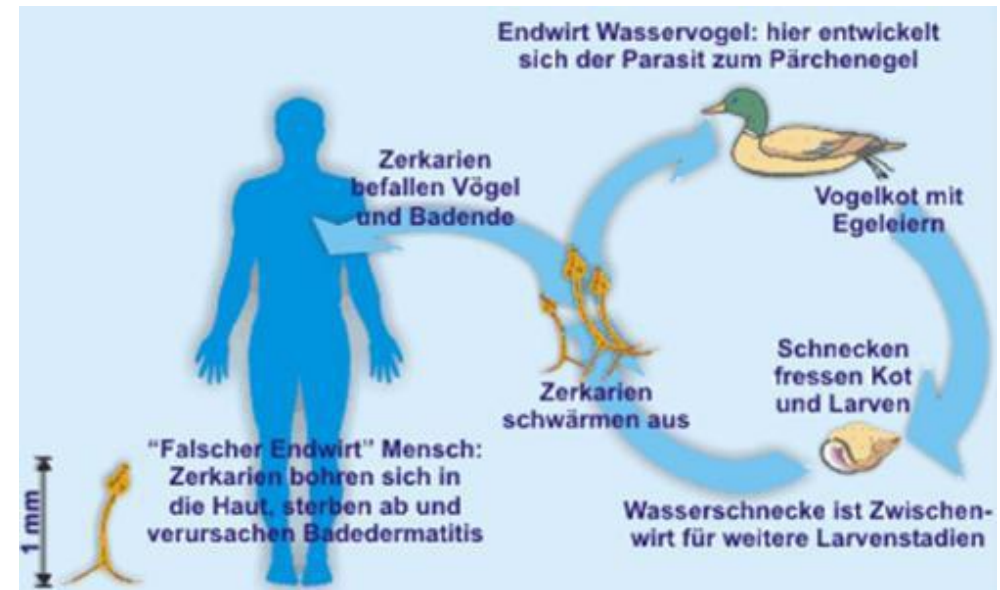 Endwirt Wasservogel: hier entwickelt
sich der Parasit zum Pärchenegel
Zerkarien
befallen Vögel
und Badende
Vogelkot mit
Egeleiern
Schnecken
fressen Kot
und Larven
Zerkarien
schwärmen aus
"Falscher Endwirt" Mensch:
Zerkarien bohren sich in
die Haut, sterben ab und
verursachen Badedermatitis
Wasserschnecke ist Zwischen-
wirt für weitere Larvenstadien
1 mm